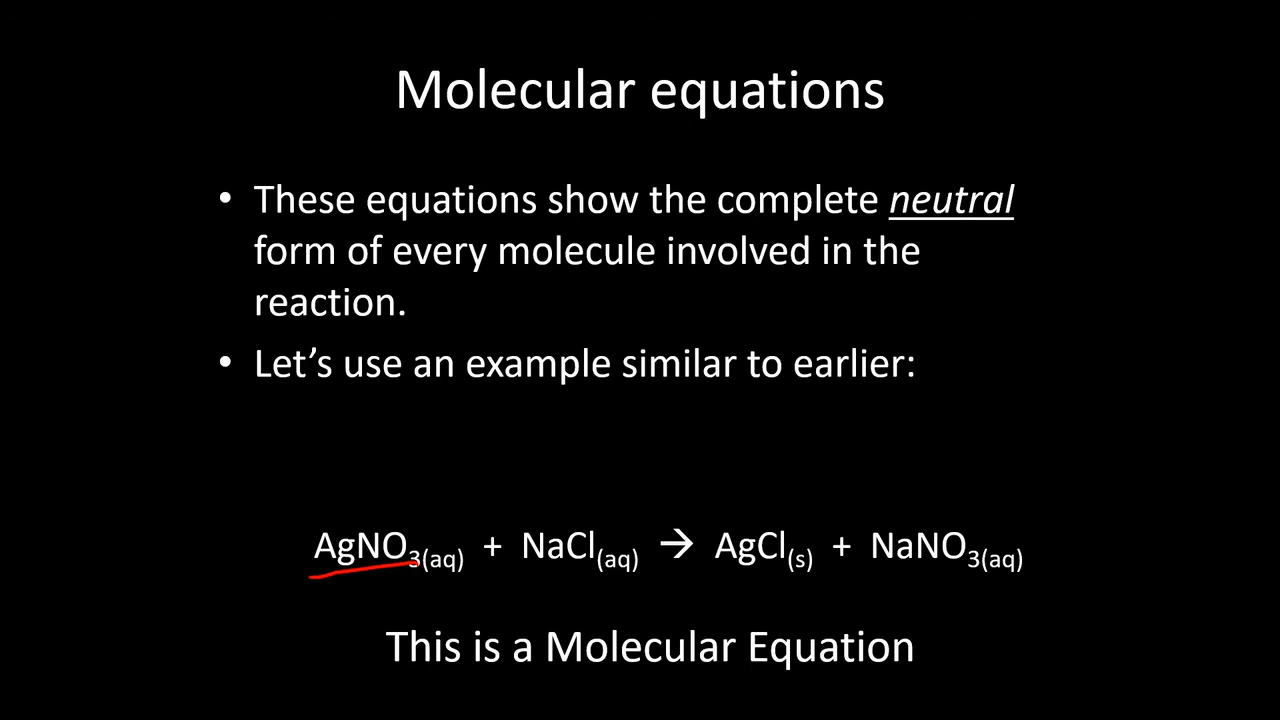 Molecular equations
• These equations show the complete neutral
form of every molecule involved in the
reaction.
• Let’s use an example similar to earlier:
AgNO₃(aq) + NaCl(aq) → AgCl(s) + NaNO₃(aq)
This is a Molecular Equation